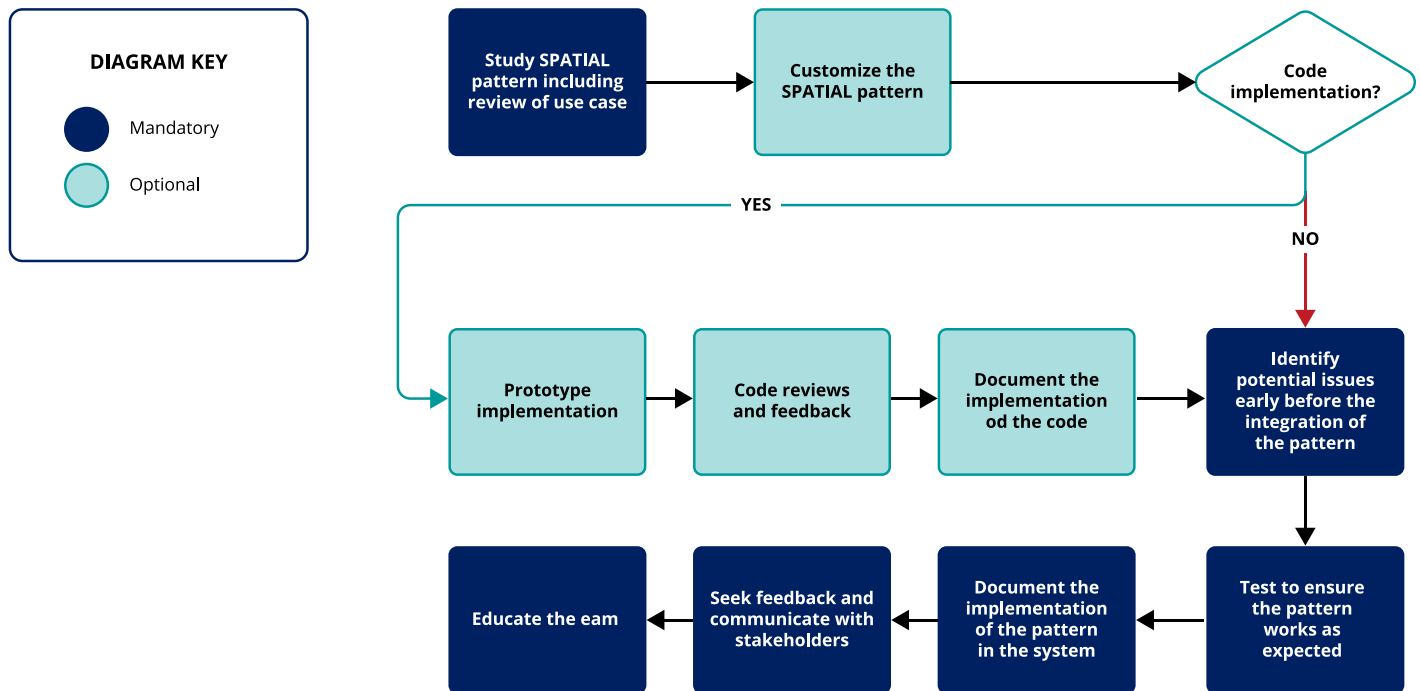 DIAGRAM KEY
Mandatory
Optional
Study SPATIAL
pattern including
review of use case
Customize the
SPATIAL pattern
Code
implementation?
YES
NO
Prototype
implementation
Code reviews
and feedback
Document the
implementation
od the code
Identify
potential issues
early before the
integration of
the pattern
Educate the eam
Seek feedback and
communicate with
stakeholders
Document the
implementation
of the pattern
in the system
Test to ensure
the pattern
works as
expected